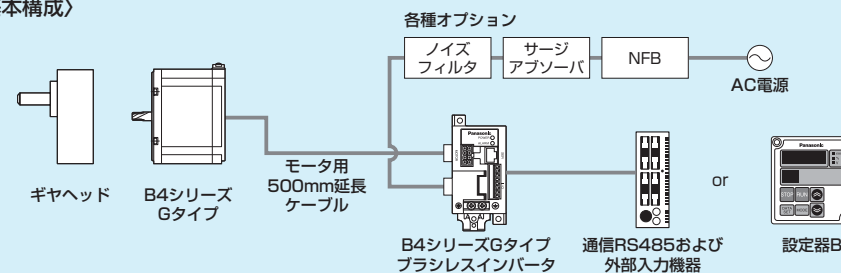 本構成〉
各種オプション
ノイズ
フィルタ
サージ
アブソーバ
NFB
AC電源
Panasonic
POWER
ALARM
Panasonic
STOP
RUN
MODE
or
モータ用
500mm延長
ケーブル
ギヤヘッド
B4シリーズ
Gタイプ
B4シリーズGタイプ
ブラシレスインバータ
通信RS485および
外部入力機器
設定器B